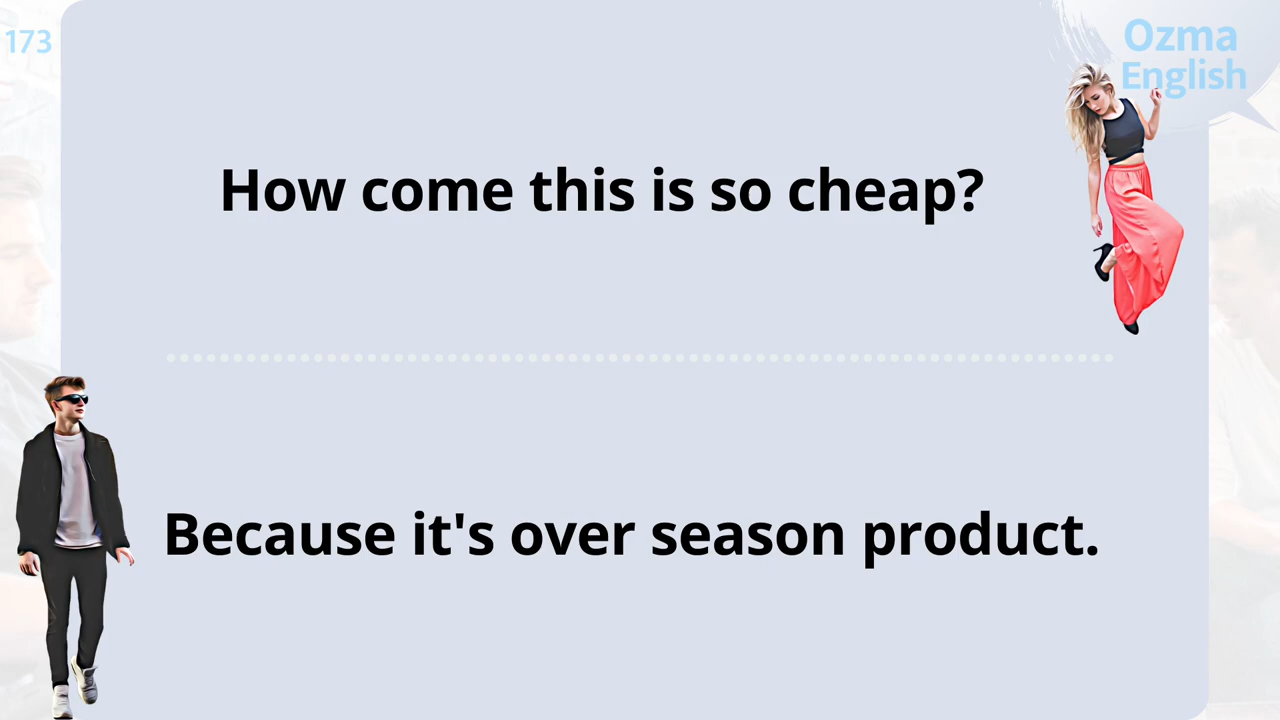 173
Ozma
English
How come this is so cheap?
Because it's over season product.